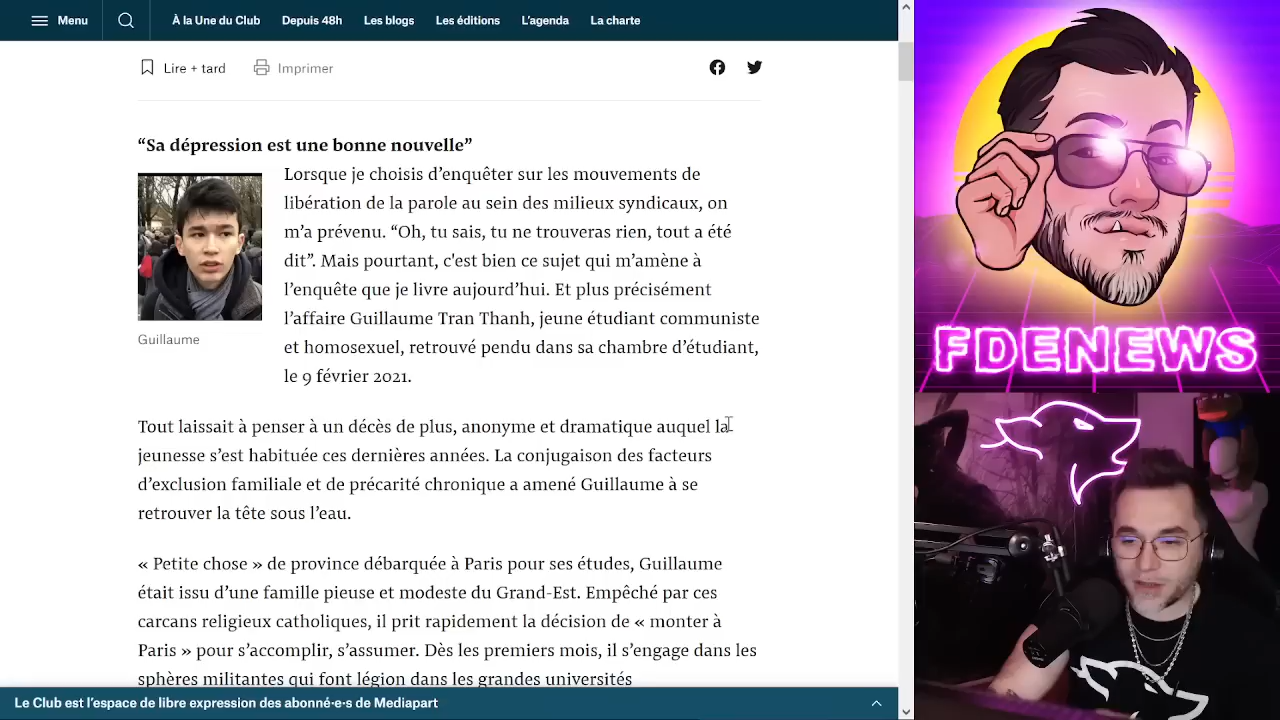 Menu
À la Une du Club
Depuis 48h
Les blogs
Les éditions
L'agenda
La charte
Lire + tard
Imprimer
“Sa dépression est une bonne nouvelle”
Lorsque je choisis d’enquêter sur les mouvements de
libération de la parole au sein des milieux syndicaux, on
m’a prévenu. “Oh, tu sais, tu ne trouveras rien, tout a été
dit”. Mais pourtant, c'est bien ce sujet qui m’amène à
l’enquête que je livre aujourd’hui. Et plus précisément
l’affaire Guillaume Tran Thanh, jeune étudiant communiste
et homosexuel, retrouvé pendu dans sa chambre d’étudiant,
le 9 février 2021.
Guillaume
Tout laissait à penser à un décès de plus, anonyme et dramatique auquel la
jeunesse s’est habituée ces dernières années. La conjugaison des facteurs
d’exclusion familiale et de précarité chronique a amené Guillaume à se
retrouver la tête sous l’eau.
« Petite chose » de province débarquée à Paris pour ses études, Guillaume
était issu d’une famille pieuse et modeste du Grand-Est. Empêché par ces
carcans religieux catholiques, il prit rapidement la décision de « monter à
Paris » pour s’accomplir, s’assumer. Dès les premiers mois, il s’engage dans les
sphères militantes qui font légion dans les grandes universités
Le Club est l'espace de libre expression des abonné·e·s de Mediapart
FDENEWS